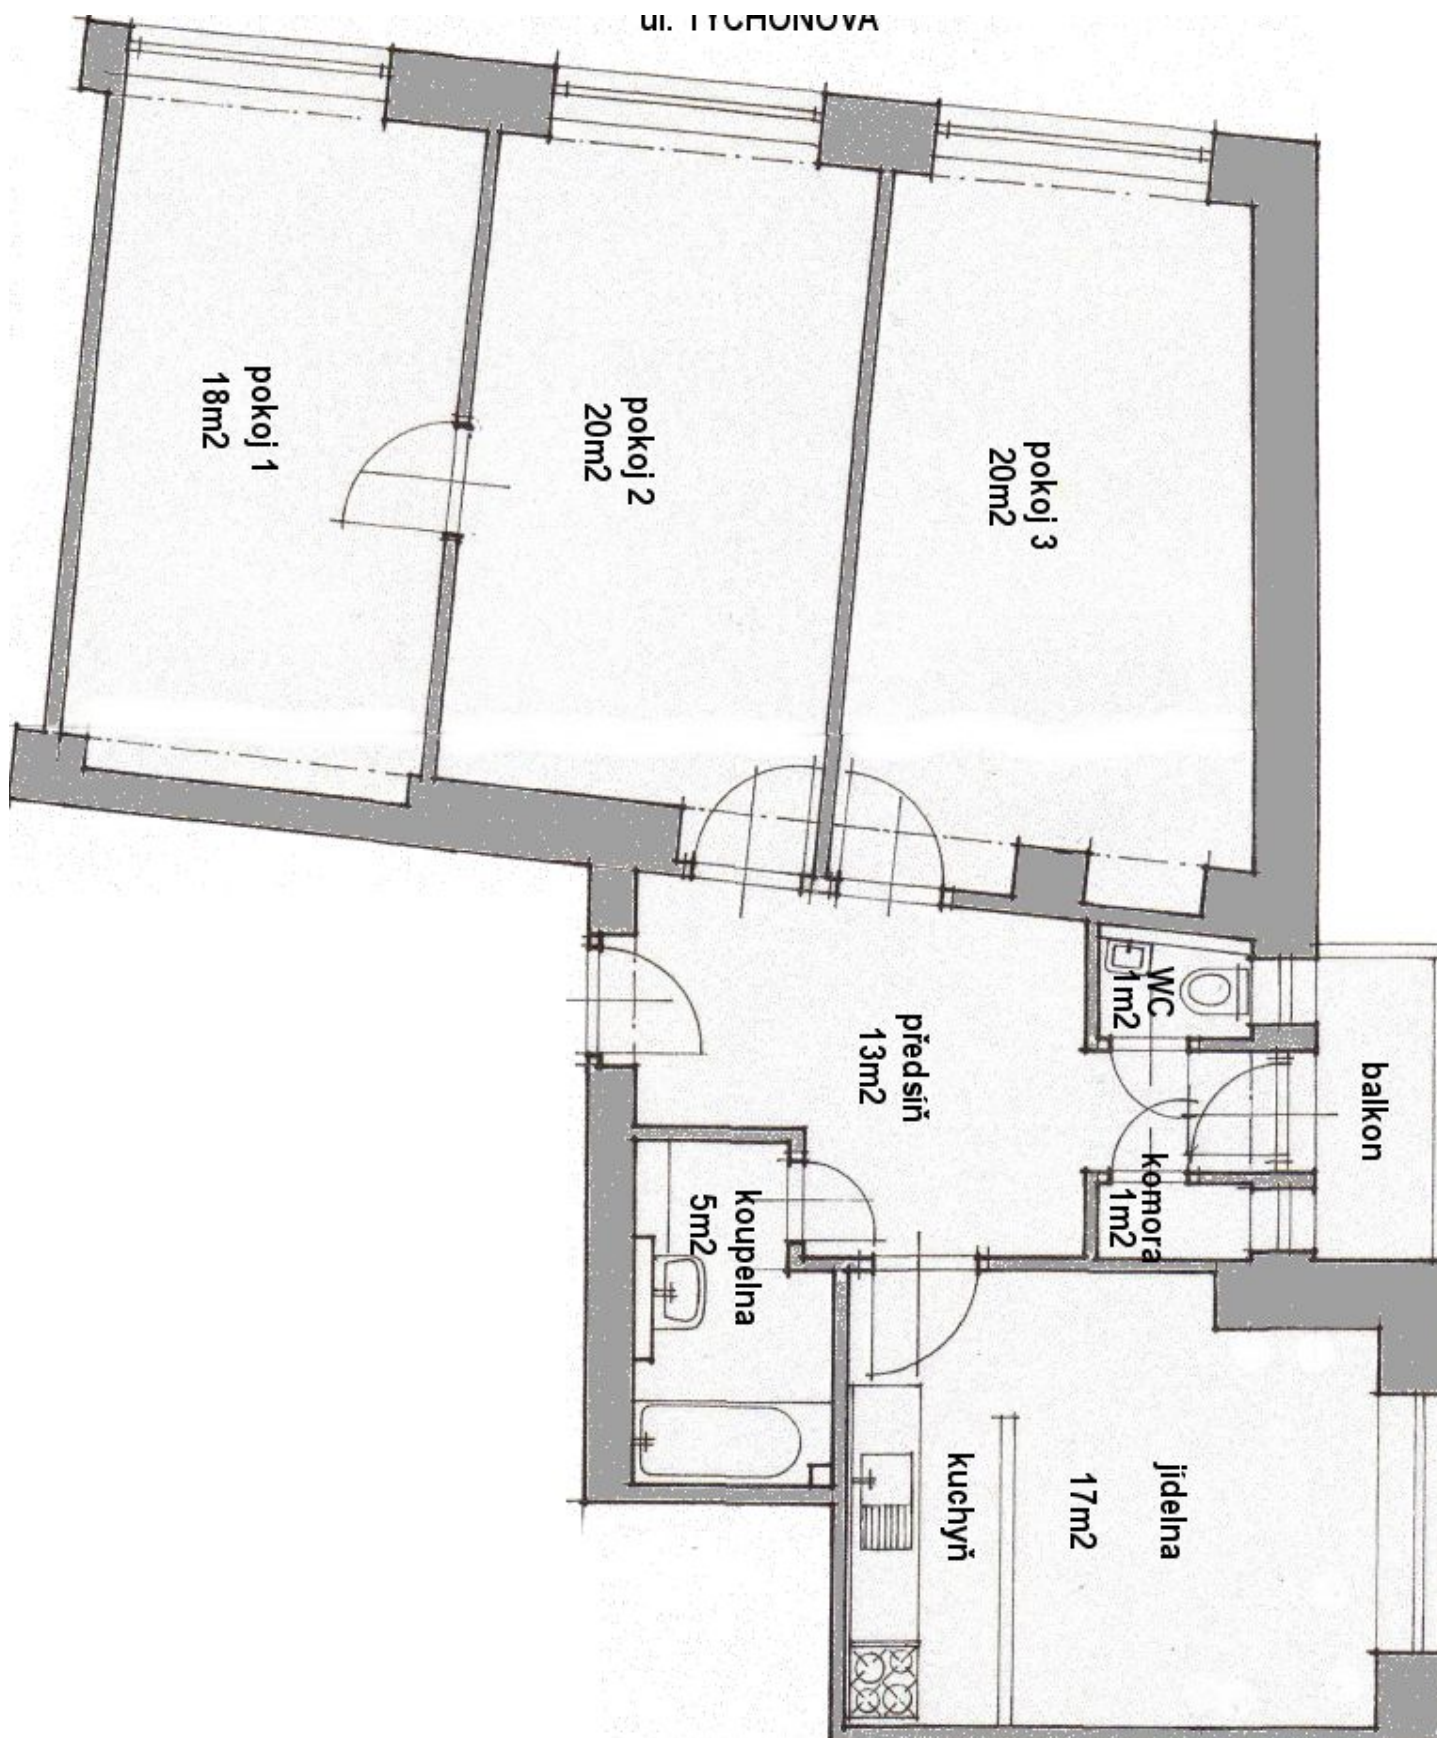 ul. TYCHONOVA
pokoj 1
18m2
pokoj 2
20m2
pokoj 3
20m2
předsíň
13m2
WC
1m2
balkon
komora
1m2
koupelna
5m2
kuchyň
17m2
jídelna